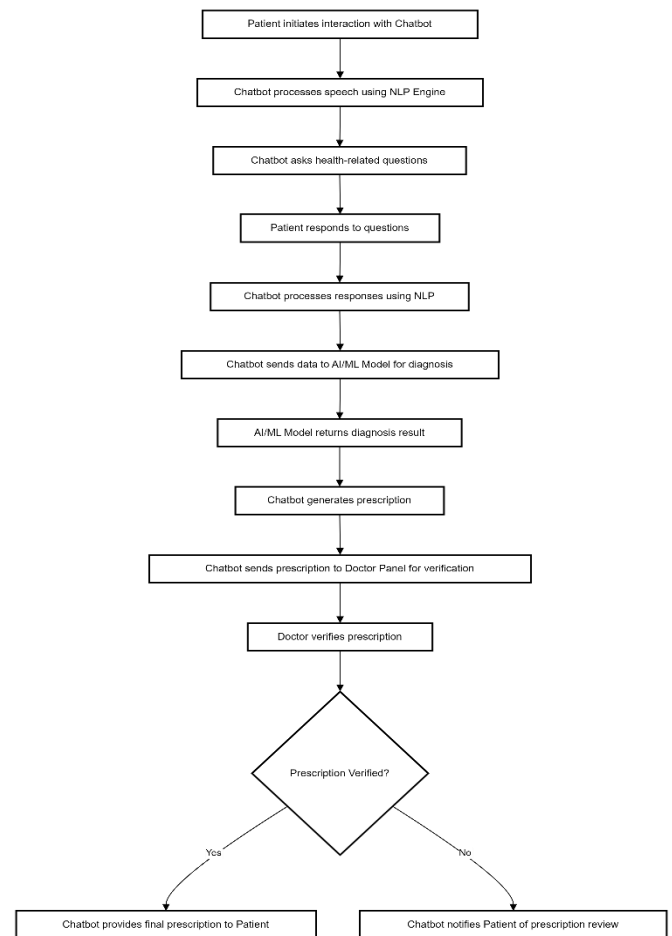 Patient initiates interaction with Chatbot
Chatbot processes speech using NLP Engine
Chatbot asks health-related questions
Patient responds to questions
Chatbot processes responses using NLP
Chatbot sends data to AI/ML Model for diagnosis
AI/ML Model returns diagnosis result
Chatbot generates prescription
Chatbot sends prescription to Doctor Panel for verification
Doctor verifies prescription
Prescription Verified?
Yes
No
Chatbot provides final prescription to Patient
Chatbot notifies Patient of prescription review